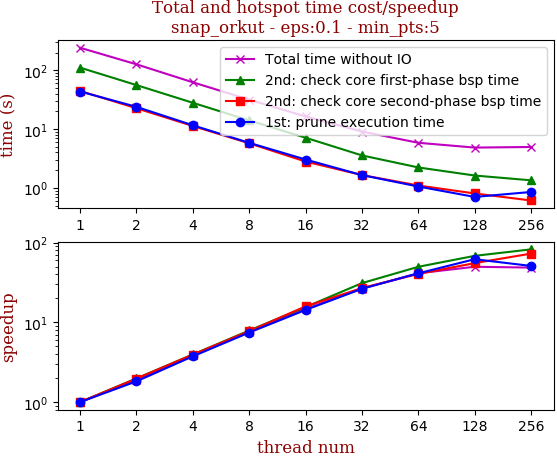 Total and hotspot time cost/speedup
snap_orkut - eps:0.1 - min_pts:5
time (s)
10²
10¹
10⁰
Total time without IO
2nd: check core first-phase bsp time
2nd: check core second-phase bsp time
1st: prune execution time
1 2 4 8 16 32 64 128 256
speedup
10²
10¹
10⁰
1 2 4 8 16 32 64 128 256
thread num